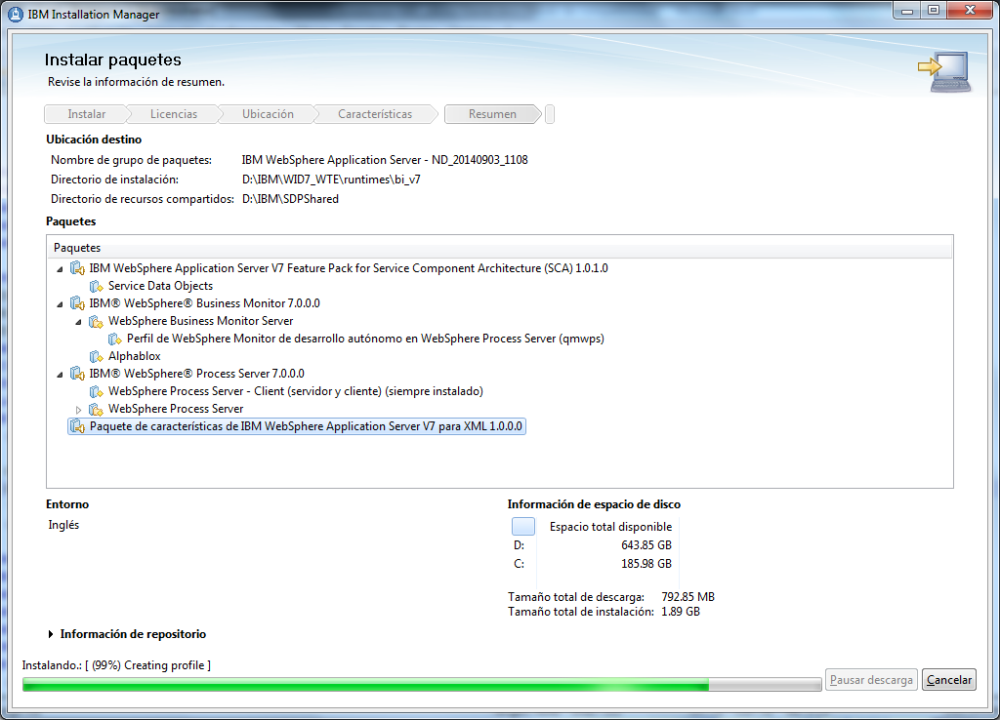 IBM Installation Manager
Instalar paquetes
Revise la información de resumen.
Instalar Licencias Ubicación Características Resumen
Ubicación destino
Nombre de grupo de paquetes: IBM WebSphere Application Server - ND_20140903_1108
Directorio de instalación: D:\IBM\WID7_WTE\runtimes\bi_v7
Directorio de recursos compartidos: D:\IBM\SDPShared
Paquetes
Paquetes
IBM WebSphere Application Server V7 Feature Pack for Service Component Architecture (SCA) 1.0.1.0
Service Data Objects
IBM® WebSphere® Business Monitor 7.0.0.0
WebSphere Business Monitor Server
Perfil de WebSphere Monitor de desarrollo autónomo en WebSphere Process Server (qmwps)
Alphablox
IBM® WebSphere® Process Server 7.0.0.0
WebSphere Process Server - Client (servidor y cliente) (siempre instalado)
WebSphere Process Server
Paquete de características de IBM WebSphere Application Server V7 para XML 1.0.0.0
Entorno
Inglés
Información de espacio de disco
Espacio total disponible
D: 643.85 GB
C: 185.98 GB
Tamaño total de descarga: 792.85 MB
Tamaño total de instalación: 1.89 GB
Información de repositorio
Instalando.: [ (99%) Creating profile ]
Pausar descarga Cancelar